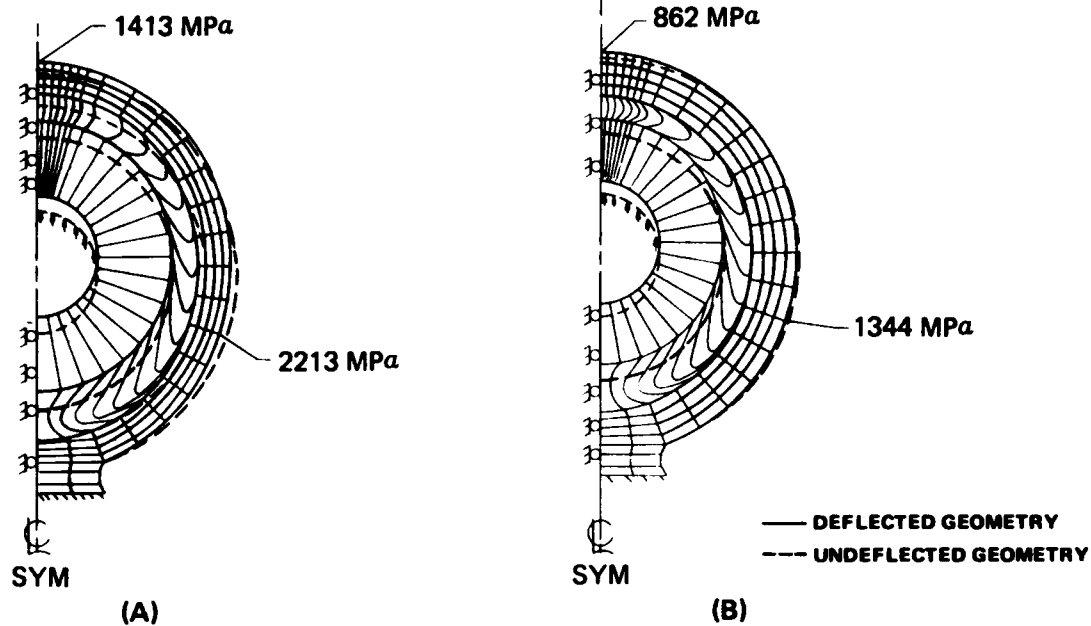 1413 MPa
2213 MPa
SYM
(A)
862 MPa
1344 MPa
SYM
(B)
DEFLECTED GEOMETRY
UNDEFLECTED GEOMETRY